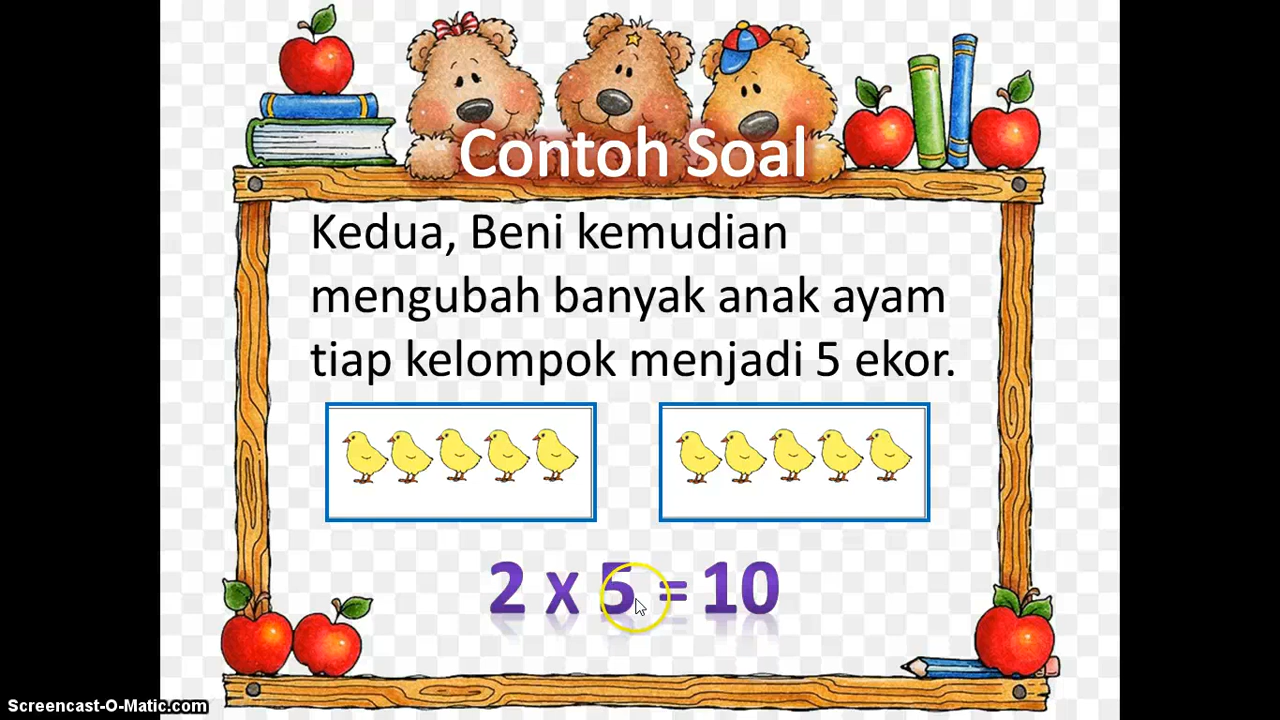 Contoh Soal
Kedua, Beni kemudian
mengubah banyak anak ayam
tiap kelompok menjadi 5 ekor.
2 x 5 = 10
Screencast-O-Matic.com